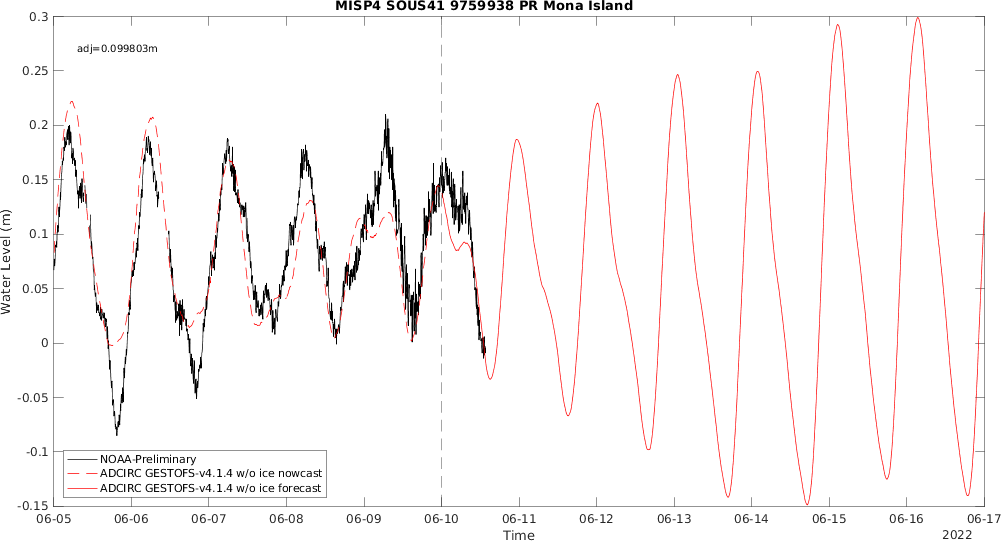 MISP4 SOUS41 9759938 PR Mona Island
adj=0.099803m
0.3
0.25
0.2
0.15
0.1
0.05
0
-0.05
-0.1
-0.15
Water Level (m)
NOAA-Preliminary
ADCIRC GESTOFS-v4.1.4 w/o ice nowcast
ADCIRC GESTOFS-v4.1.4 w/o ice forecast
06-05 06-06 06-07 06-08 06-09 06-10 06-11 06-12 06-13 06-14 06-15 06-16 06-17
Time
2022